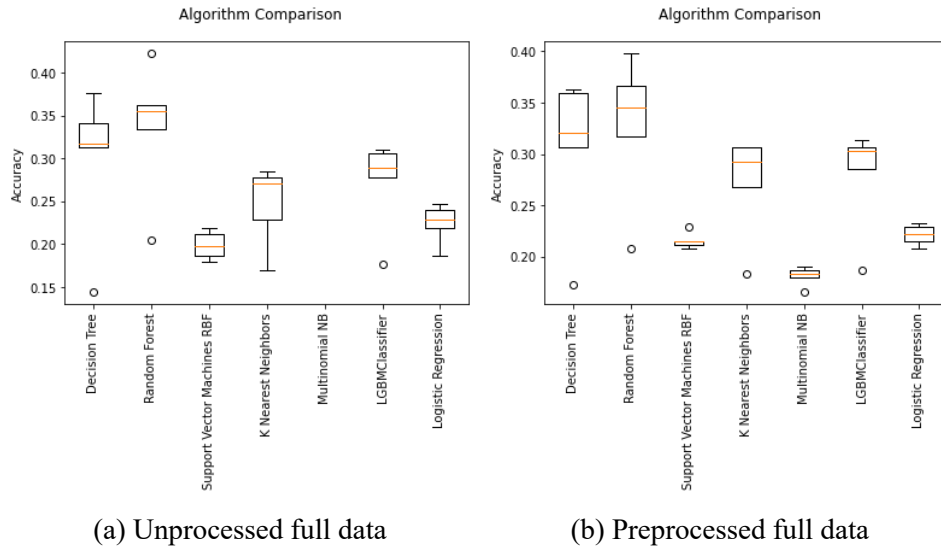 Algorithm Comparison
Accuracy
0.40
0.35
0.30
0.25
0.20
0.15
Decision Tree
Random Forest
Support Vector Machines RBF
K Nearest Neighbors
Multinomial NB
LGBMClassifier
Logistic Regression
(a) Unprocessed full data
Algorithm Comparison
Accuracy
0.40
0.35
0.30
0.25
0.20
Decision Tree
Random Forest
Support Vector Machines RBF
K Nearest Neighbors
Multinomial NB
LGBMClassifier
Logistic Regression
(b) Preprocessed full data